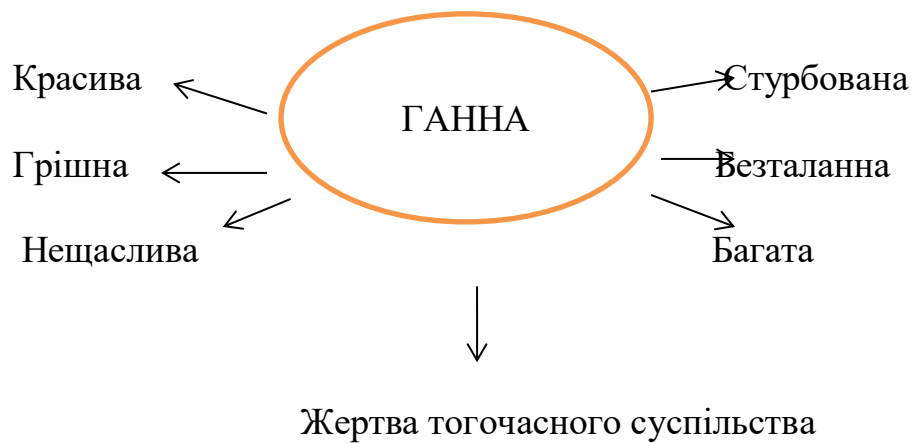 Красива
Стурбована
ГАННА
Грішна
Безталанна
Нещаслива
Багата
Жертва тогочасного суспільства